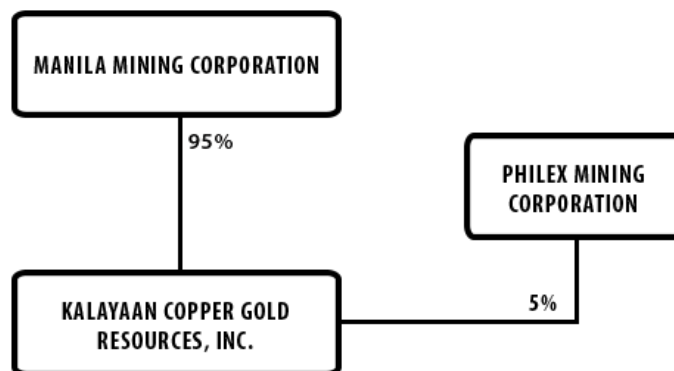 MANILA MINING CORPORATION
95%
PHILEX MINING
CORPORATION
KALAYAAN COPPER GOLD
RESOURCES, INC.
5%